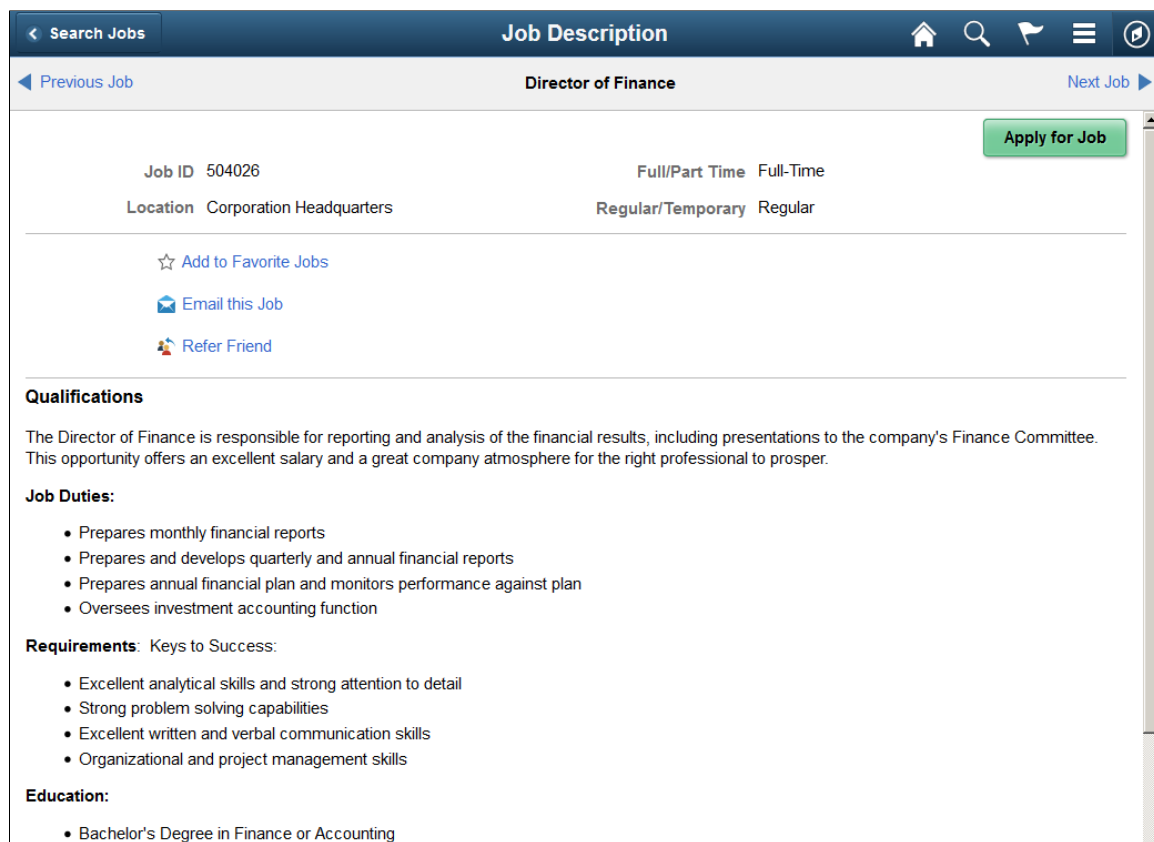 Search Jobs
Job Description
Previous Job
Director of Finance
Next Job
Apply for Job
Job ID 504026
Full/Part Time Full-Time
Location Corporation Headquarters
Regular/Temporary Regular
Add to Favorite Jobs
Email this Job
Refer Friend
Qualifications
The Director of Finance is responsible for reporting and analysis of the financial results, including presentations to the company's Finance Committee.
This opportunity offers an excellent salary and a great company atmosphere for the right professional to prosper.
Job Duties:
• Prepares monthly financial reports
• Prepares and develops quarterly and annual financial reports
• Prepares annual financial plan and monitors performance against plan
• Oversees investment accounting function
Requirements: Keys to Success:
• Excellent analytical skills and strong attention to detail
• Strong problem solving capabilities
• Excellent written and verbal communication skills
• Organizational and project management skills
Education:
• Bachelor's Degree in Finance or Accounting